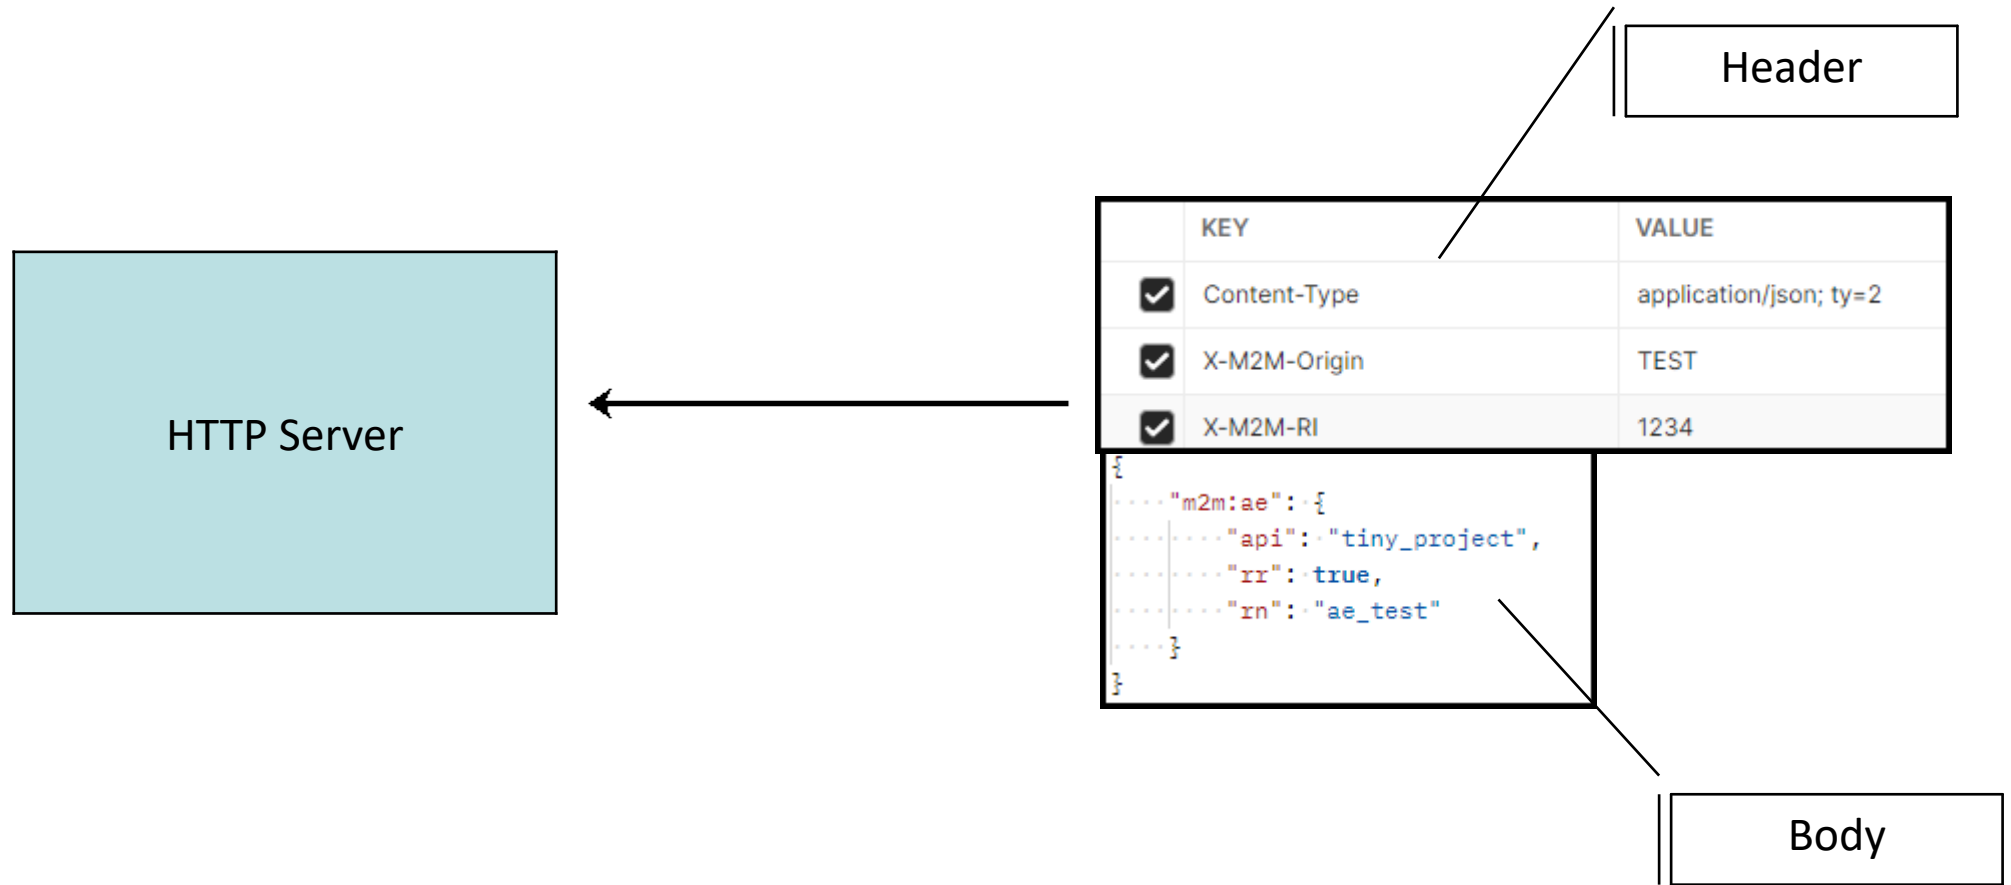 Header
KEY VALUE
Content-Type application/json; ty=2
X-M2M-Origin TEST
X-M2M-RI 1234
HTTP Server
{
"m2m:ae": {
"api": "tiny_project",
"rr": true,
"rn": "ae_test"
}
}
Body